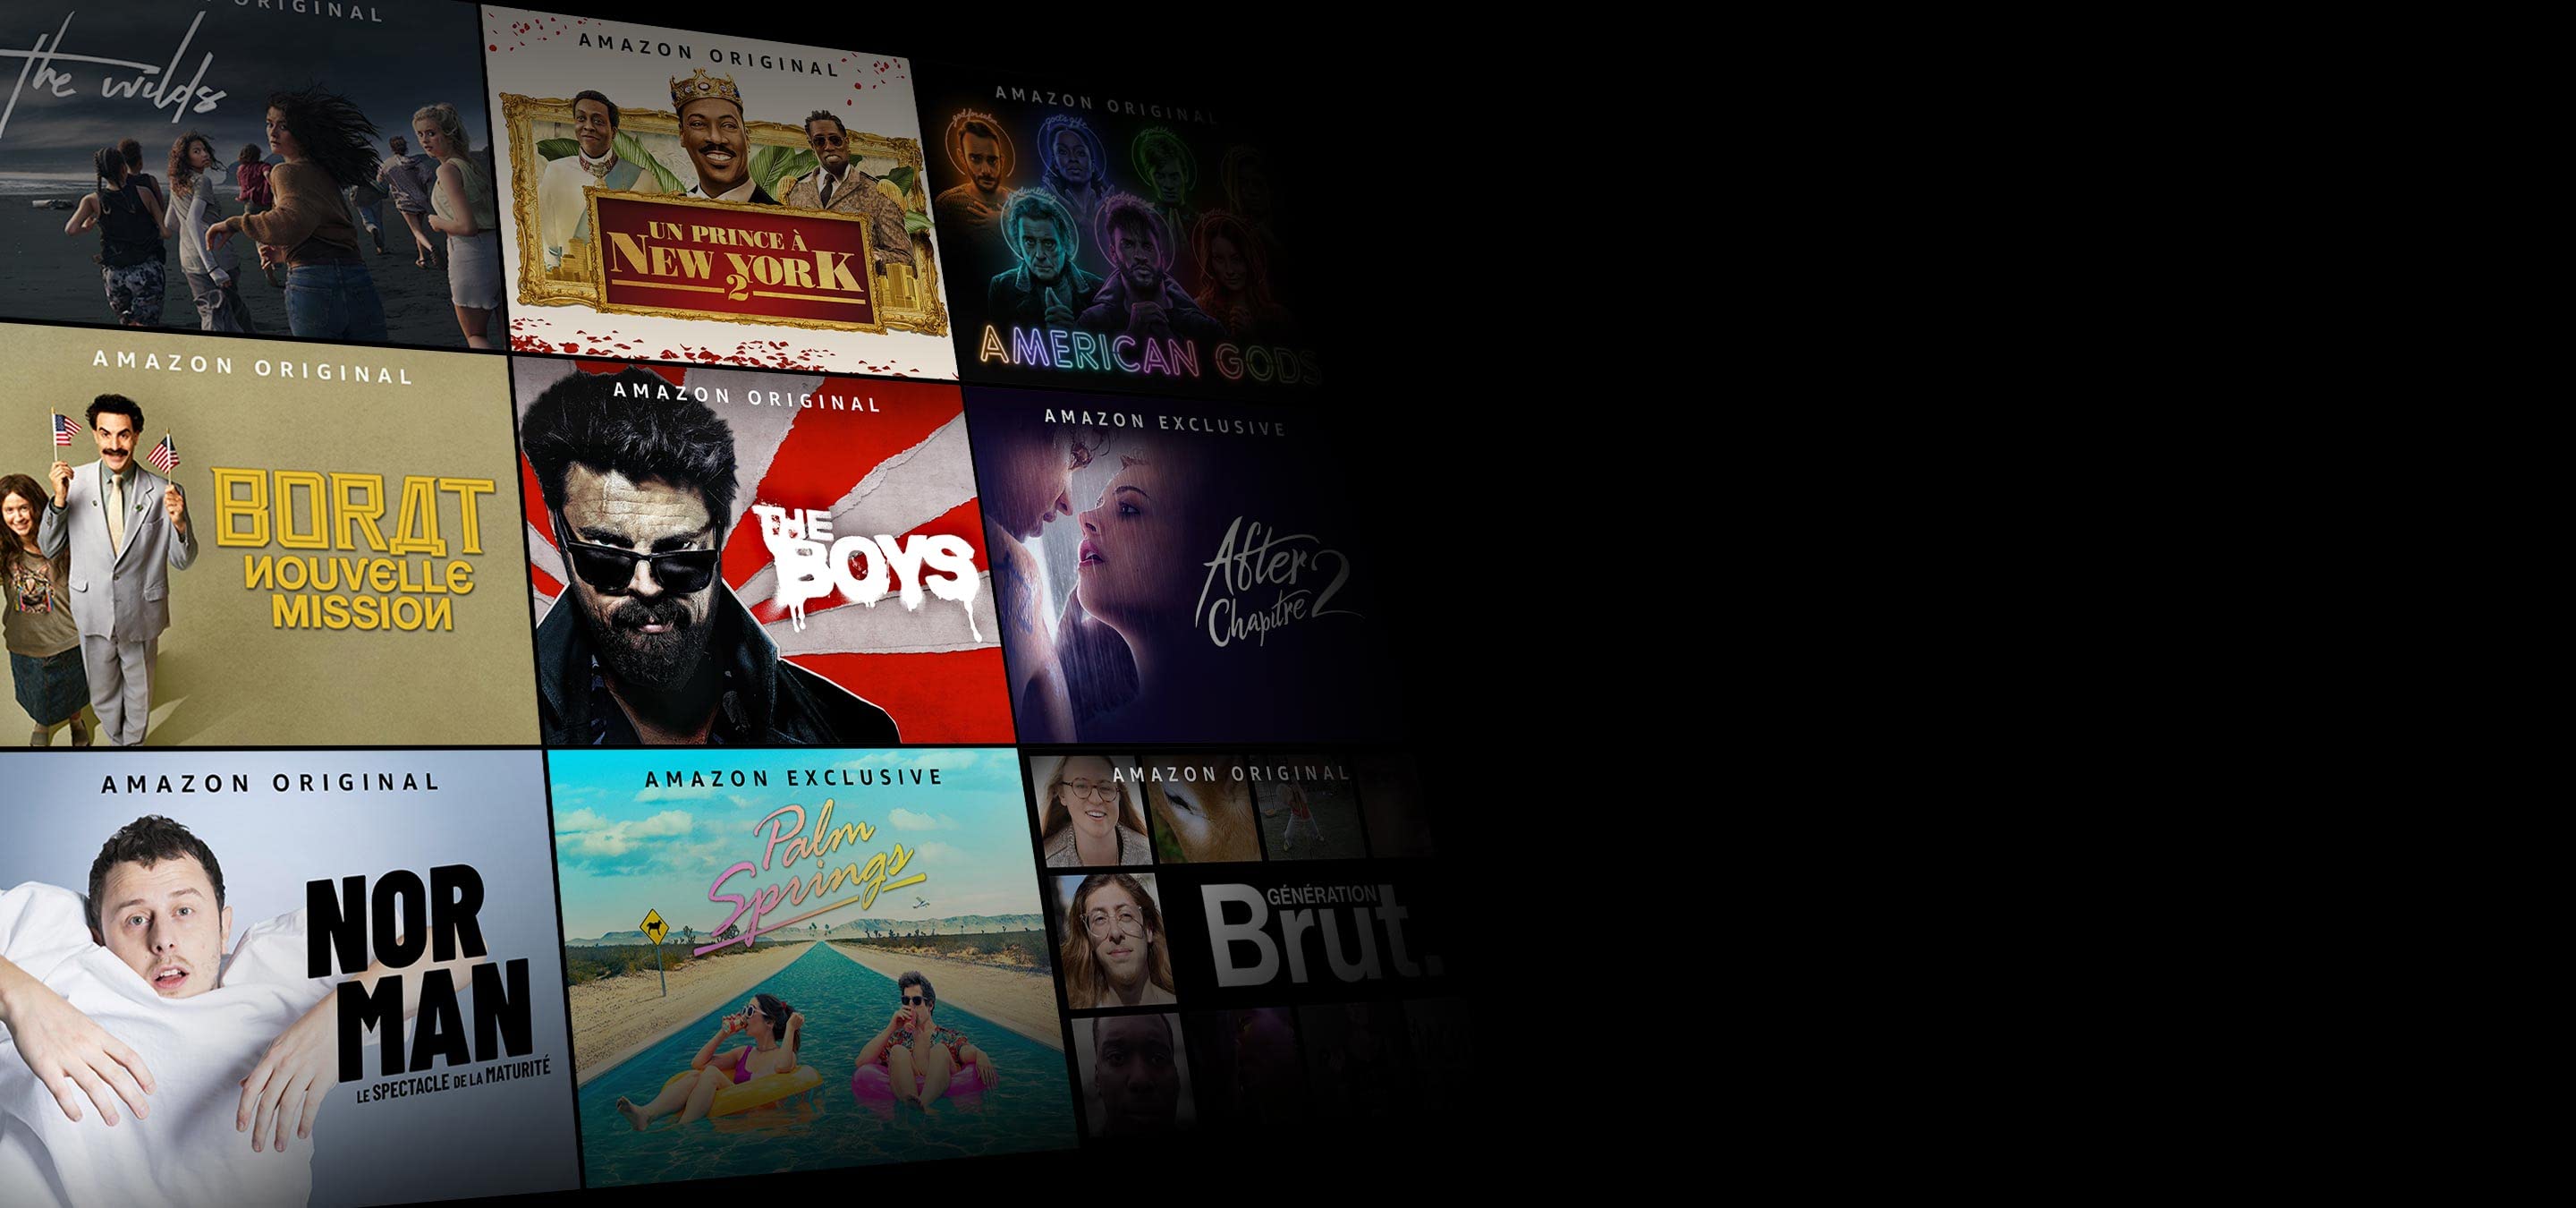 ORIGINAL
the wilds
AMAZON ORIGINAL
UN PRINCE À
NEW YORK
2
AMAZON ORIGINAL
AMERICAN GODS
AMAZON ORIGINAL
BORAT
NOUVELLE
MISSION
AMAZON ORIGINAL
THE
BOYS
AMAZON EXCLUSIVE
After
Chapitre 2
AMAZON ORIGINAL
NOR
MAN
LE SPECTACLE DE LA MATURITÉ
AMAZON EXCLUSIVE
Palm
Springs
AMAZON ORIGINAL
GÉNÉRATION
Brut.